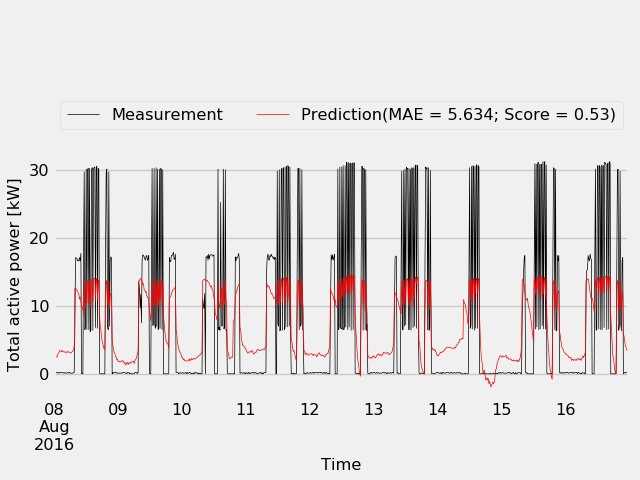 Measurement
Prediction(MAE = 5.634; Score = 0.53)
Total active power [kW]
30
20
10
0
08 09 10 11 12 13 14 15 16
Aug
2016
Time